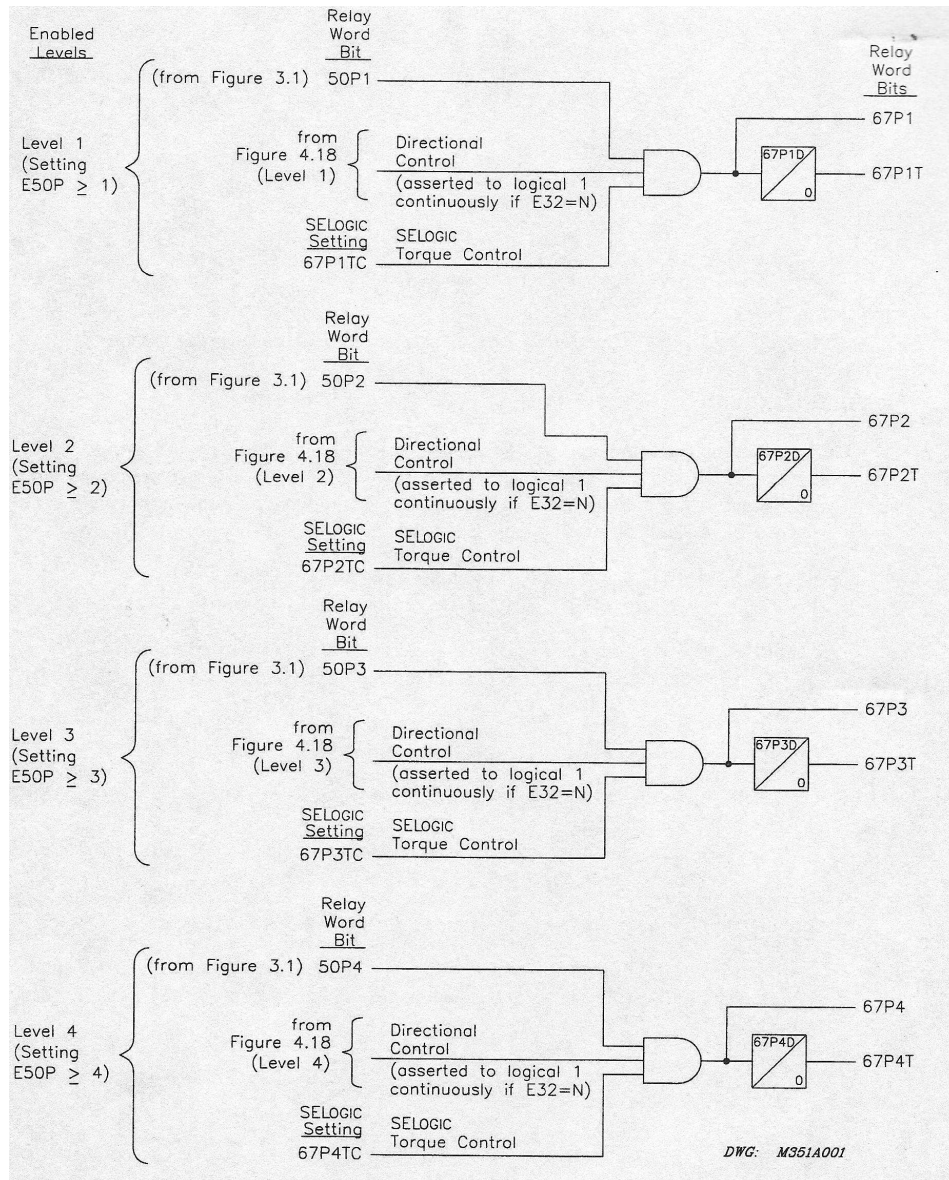 Enabled
Levels
Relay
Word
Bit
Relay
Word
Bits
(from Figure 3.1) 50P1
67P1
Level 1
(Setting
E50P ≥ 1)
from
Figure 4.18
(Level 1)
Directional
Control
(asserted to logical 1
continuously if E32=N)
67P1D
0
67P1T
SELOGIC
Setting
67P1TC
SELOGIC
Torque Control
Relay
Word
Bit
(from Figure 3.1) 50P2
67P2
Level 2
(Setting
E50P ≥ 2)
from
Figure 4.18
(Level 2)
Directional
Control
(asserted to logical 1
continuously if E32=N)
67P2D
0
67P2T
SELOGIC
Setting
67P2TC
SELOGIC
Torque Control
Relay
Word
Bit
(from Figure 3.1) 50P3
67P3
Level 3
(Setting
E50P ≥ 3)
from
Figure 4.18
(Level 3)
Directional
Control
(asserted to logical 1
continuously if E32=N)
67P3D
0
67P3T
SELOGIC
Setting
67P3TC
SELOGIC
Torque Control
Relay
Word
Bit
(from Figure 3.1) 50P4
67P4
Level 4
(Setting
E50P ≥ 4)
from
Figure 4.18
(Level 4)
Directional
Control
(asserted to logical 1
continuously if E32=N)
67P4D
0
67P4T
SELOGIC
Setting
67P4TC
SELOGIC
Torque Control
DWG: M351A001